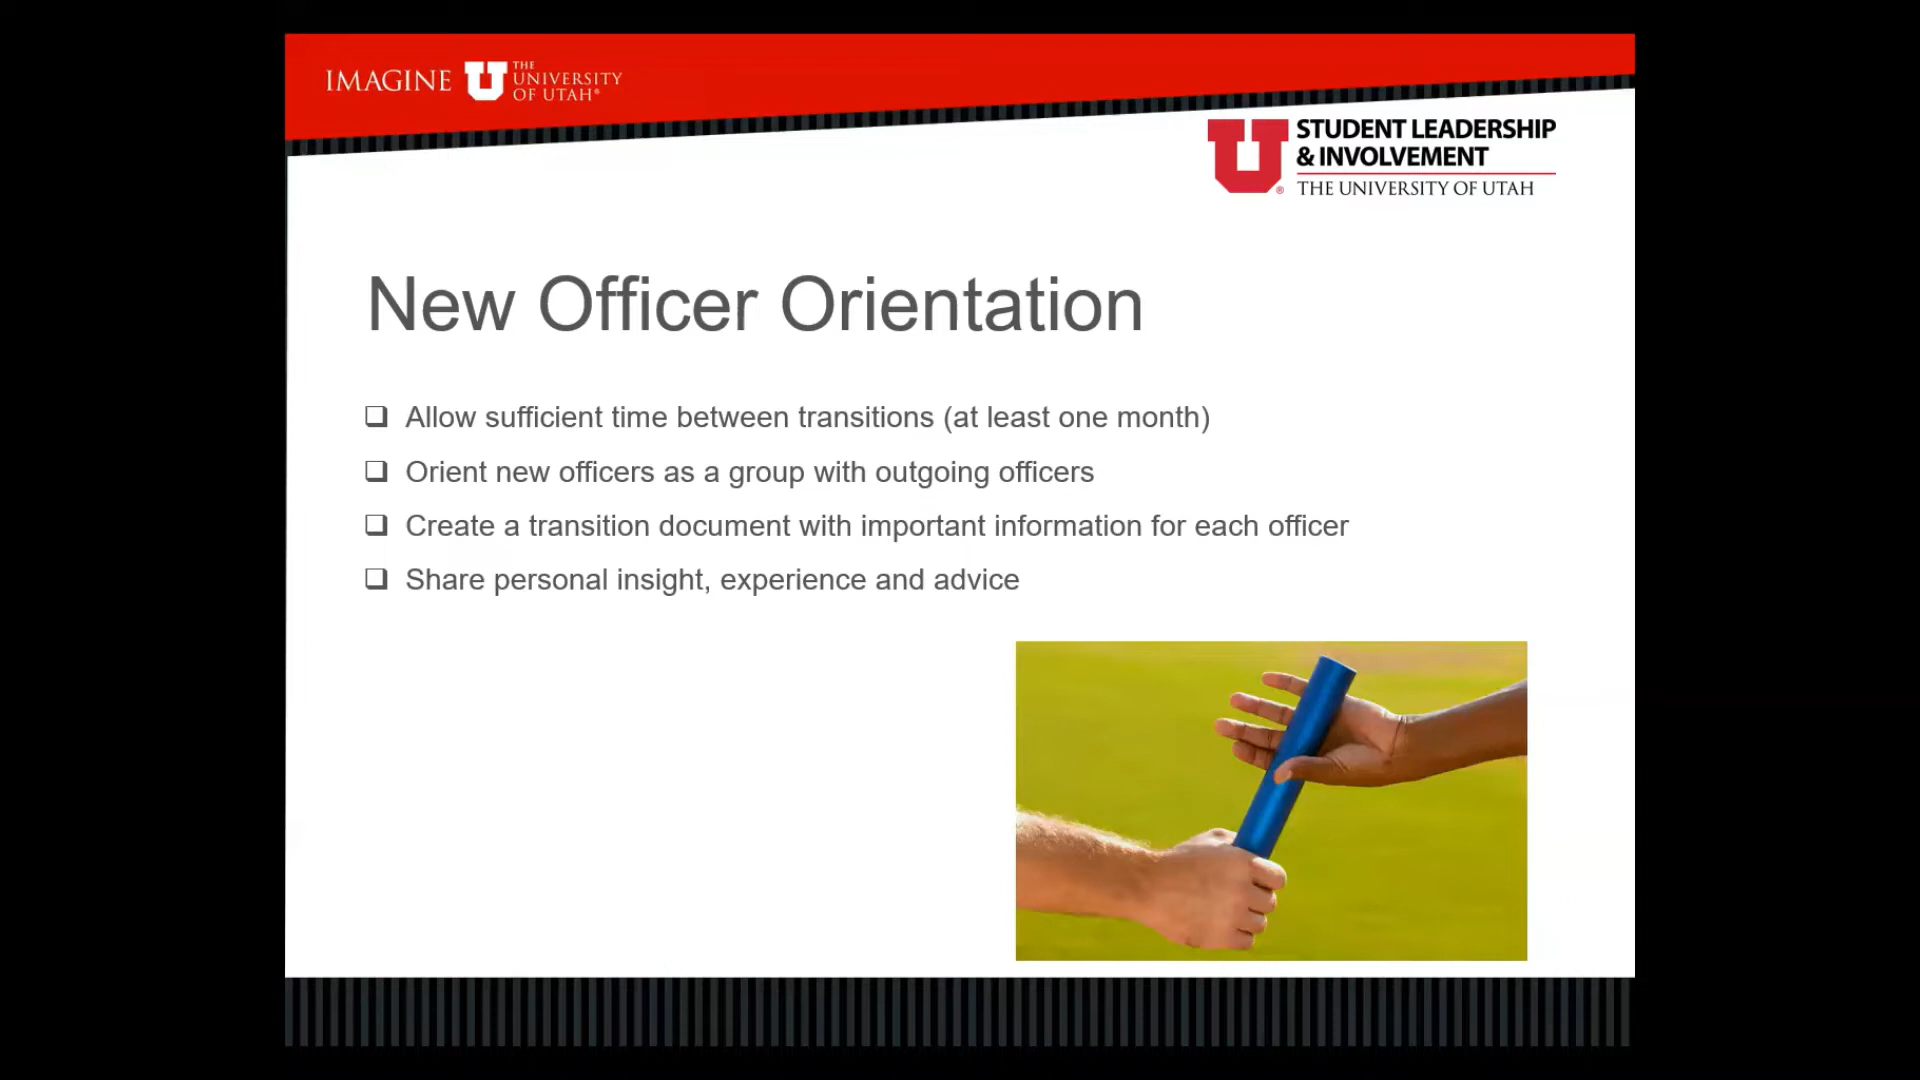 IMAGINE U THE UNIVERSITY OF UTAH®
U® STUDENT LEADERSHIP
& INVOLVEMENT
THE UNIVERSITY OF UTAH
New Officer Orientation
❑ Allow sufficient time between transitions (at least one month)
❑ Orient new officers as a group with outgoing officers
❑ Create a transition document with important information for each officer
❑ Share personal insight, experience and advice